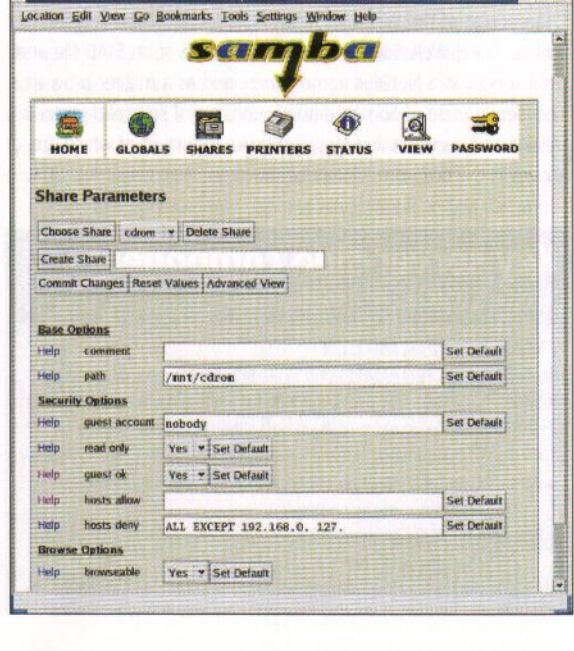 Location Edit View Go Bookmarks Tools Settings Window Help
samba
HOME GLOBALS SHARES PRINTERS STATUS VIEW PASSWORD
Share Parameters
Choose Share cdrom Delete Share
Create Share
Commit Changes Reset Values Advanced View
Base Options
Help comment Set Default
Help path /mnt/cdrom Set Default
Security Options
Help guest account nobody Set Default
Help read only Yes Set Default
Help guest ok Yes Set Default
Help hosts allow Set Default
Help hosts deny ALL EXCEPT 192.168.0. 127. Set Default
Browse Options
Help browseable Yes Set Default